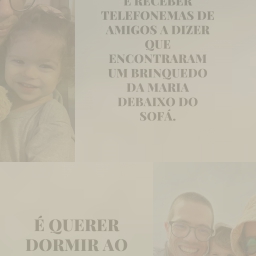 E RECEBER
TELEFONEMAS DE
AMIGOS A DIZER
QUE
ENCONTRARAM
UM BRINQUEDO
DA MARIA
DEBAIXO DO
SOFÁ.
É QUERER
DORMIR AO